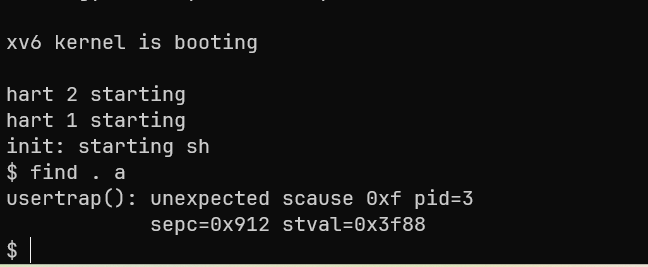 xv6 kernel is booting
hart 2 starting
hart 1 starting
init: starting sh
$ find . a
usertrap(): unexpected scause 0xf pid=3
            sepc=0x912 stval=0x3f88
$